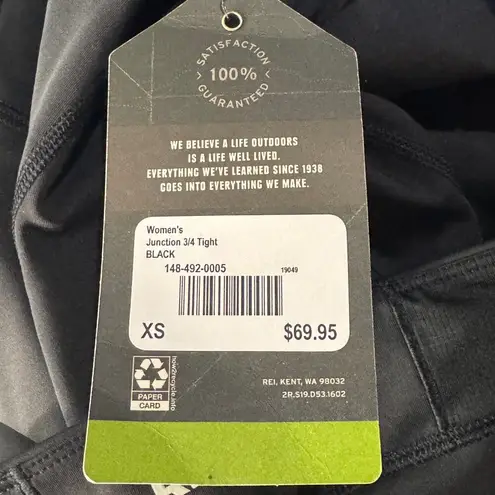 SATISFACTION
100%
GUARANTEED
WE BELIEVE A LIFE OUTDOORS
IS A LIFE WELL LIVED.
EVERYTHING WE'VE LEARNED SINCE 1938
GOES INTO EVERYTHING WE MAKE.
Women's
Junction 3/4 Tight
BLACK
148-492-0005
19049
XS
$69.95
how2recycle.info
PAPER
CARD
REI, KENT, WA 98032
2R.S19.D53.1602